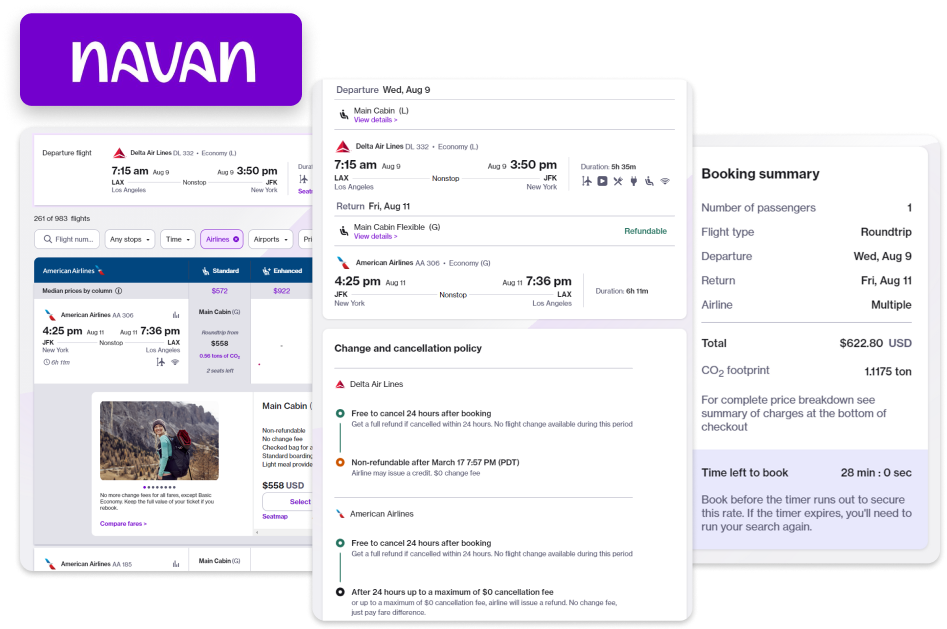 navan
Departure flight
Delta Air Lines DL 332 • Economy (L)
7:15 am Aug 9
Aug 9 3:50 pm
LAX
Nonstop
JFK
Los Angeles
New York
261 of 983 flights
Flight num...
Any stops
Time
Airlines
Airports
American Airlines
Standard
Enhanced
Median prices by column
$572
$922
American Airlines AA 306
4:25 pm Aug 11
Aug 11 7:36 pm
JFK
Nonstop
LAX
New York
Los Angeles
6h 11m
Main Cabin (G)
Roundtrip from
$558
0.56 tons of CO2
2 seats left
-
No more change fees for all fares, except Basic
Economy. Keep the full value of your ticket if you
rebook.
Compare fares >
Main Cabin (
Non-refundable
No change fee
Checked bag for a
Standard boarding
Light meal provide
$558 USD
Select
Seatmap
American Airlines AA 185
Main Cabin (G)
Departure Wed, Aug 9
Main Cabin (L)
View details >
Delta Air Lines DL 332 • Economy (L)
7:15 am Aug 9
Aug 9 3:50 pm
LAX
Nonstop
JFK
Los Angeles
New York
Duration: 5h 35m
Return Fri, Aug 11
Main Cabin Flexible (G)
View details >
Refundable
American Airlines AA 306 • Economy (G)
4:25 pm Aug 11
Aug 11 7:36 pm
JFK
Nonstop
LAX
New York
Los Angeles
Duration: 6h 11m
Change and cancellation policy
Delta Air Lines
Free to cancel 24 hours after booking
Get a full refund if cancelled within 24 hours. No flight change available during this period
Non-refundable after March 17 7:57 PM (PDT)
Airline may issue a credit. $0 change fee
American Airlines
Free to cancel 24 hours after booking
Get a full refund if cancelled within 24 hours. No flight change available during this period
After 24 hours up to a maximum of $0 cancellation fee
or up to a maximum of $0 cancellation fee, airline will issue a refund. No change fee,
just pay fare difference.
Booking summary
Number of passengers 1
Flight type Roundtrip
Departure Wed, Aug 9
Return Fri, Aug 11
Airline Multiple
Total $622.80 USD
CO2 footprint 1.1175 ton
For complete price breakdown see
summary of charges at the bottom of
checkout
Time left to book 28 min : 0 sec
Book before the timer runs out to secure
this rate. If the timer expires, you'll need to
run your search again.